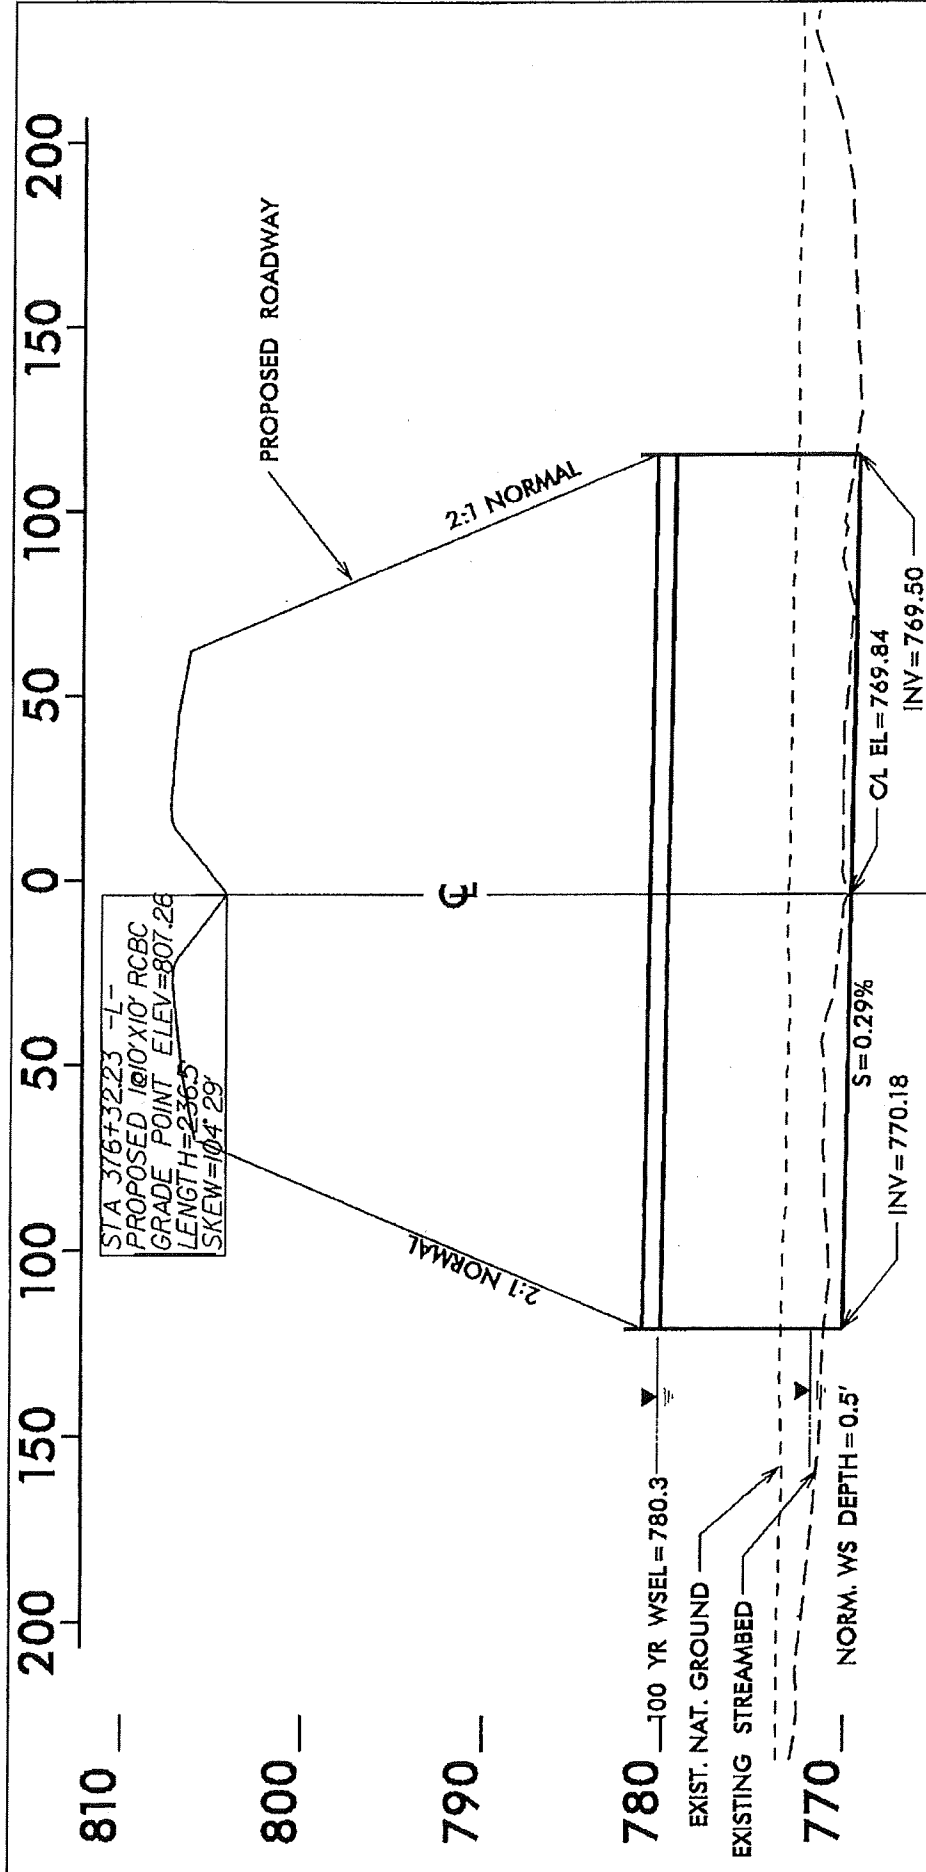 200 150 100 50 0 50 100 150 200
810
800
790
780
770
STA 376+32.23 -L-
PROPOSED 1@10'X10' RCBC
GRADE POINT ELEV=807.26
LENGTH=236.5
SKEW=104° 29'
PROPOSED ROADWAY
2:1 NORMAL
2:1 NORMAL
CL
100 YR WSEL=780.3
EXIST. NAT. GROUND
EXISTING STREAMBED
NORM. WS DEPTH=0.5'
INV=770.18
S=0.29%
C/L EL=769.84
INV=769.50